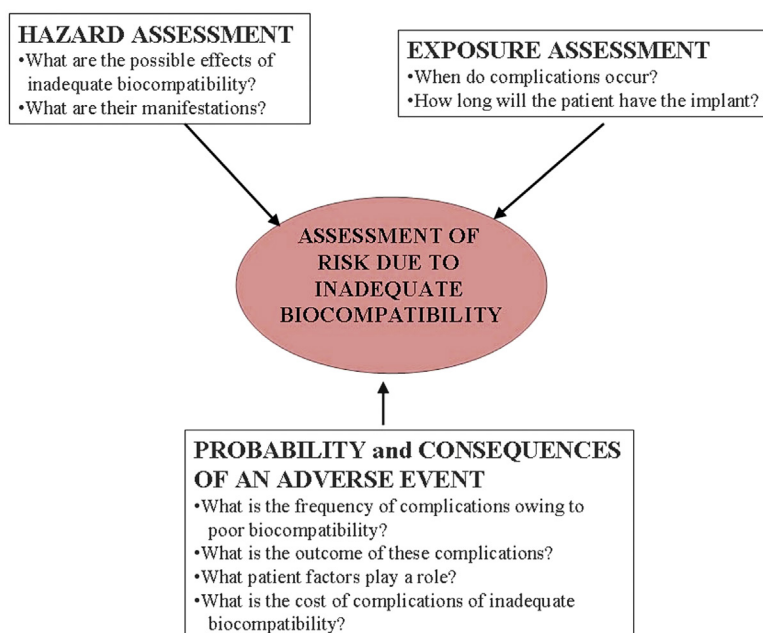 HAZARD ASSESSMENT
•What are the possible effects of
inadequate biocompatibility?
•What are their manifestations?
EXPOSURE ASSESSMENT
•When do complications occur?
•How long will the patient have the implant?
ASSESSMENT OF
RISK DUE TO
INADEQUATE
BIOCOMPATIBILITY
PROBABILITY and CONSEQUENCES
OF AN ADVERSE EVENT
•What is the frequency of complications owing to
poor biocompatibility?
•What is the outcome of these complications?
•What patient factors play a role?
•What is the cost of complications of inadequate
biocompatibility?